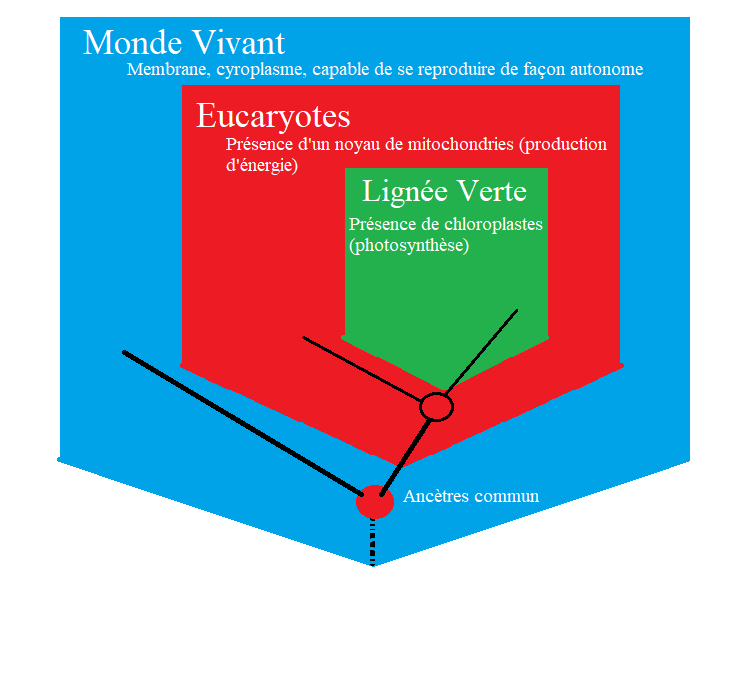 Monde Vivant
Membrane, cyroplasme, capable de se reproduire de façon autonome
Eucaryotes
Présence d'un noyau de mitochondries (production
d'énergie)
Lignée Verte
Présence de chloroplastes
(photosynthèse)
Ancètres commun